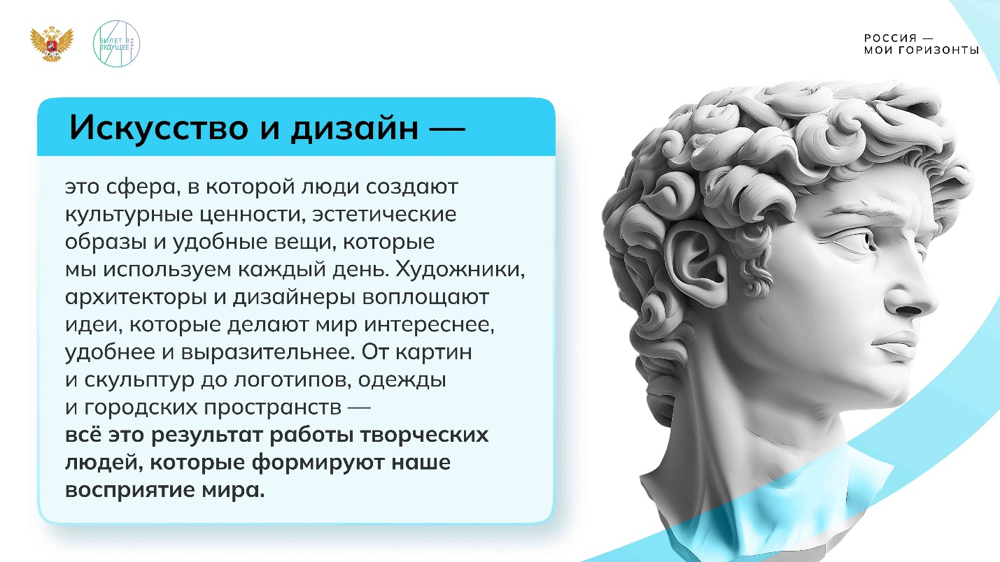 БИЛЕТ В
БУДУЩЕЕ
РОССИЯ —
МОИ ГОРИЗОНТЫ
Искусство и дизайн —
это сфера, в которой люди создают
культурные ценности, эстетические
образы и удобные вещи, которые
мы используем каждый день. Художники,
архитекторы и дизайнеры воплощают
идеи, которые делают мир интереснее,
удобнее и выразительнее. От картин
и скульптур до логотипов, одежды
и городских пространств —
всё это результат работы творческих
людей, которые формируют наше
восприятие мира.